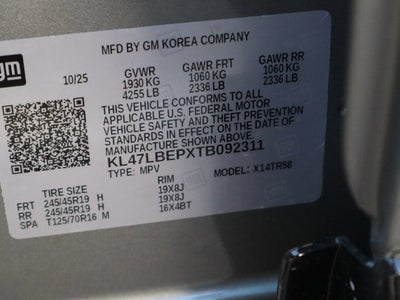 gm
MFD BY GM KOREA COMPANY
10/25 GVWR GAWR FRT GAWR RR
1930 KG 1060 KG 1060 KG
4255 LB 2336 LB 2336 LB
THIS VEHICLE CONFORMS TO ALL
APPLICABLE U.S. FEDERAL MOTOR
VEHICLE SAFETY AND THEFT PREVENTION
STANDARDS IN EFFECT ON THE DATE OF
MANUFACTURE SHOWN ABOVE.
KL47LBEPXTB092311
TYPE: MPV MODEL: X14TR58
TIRE SIZE RIM
FRT 245/45R19 H 19X8J
RR 245/45R19 H 19X8J
SPA T125/70R16 M 16X4BT